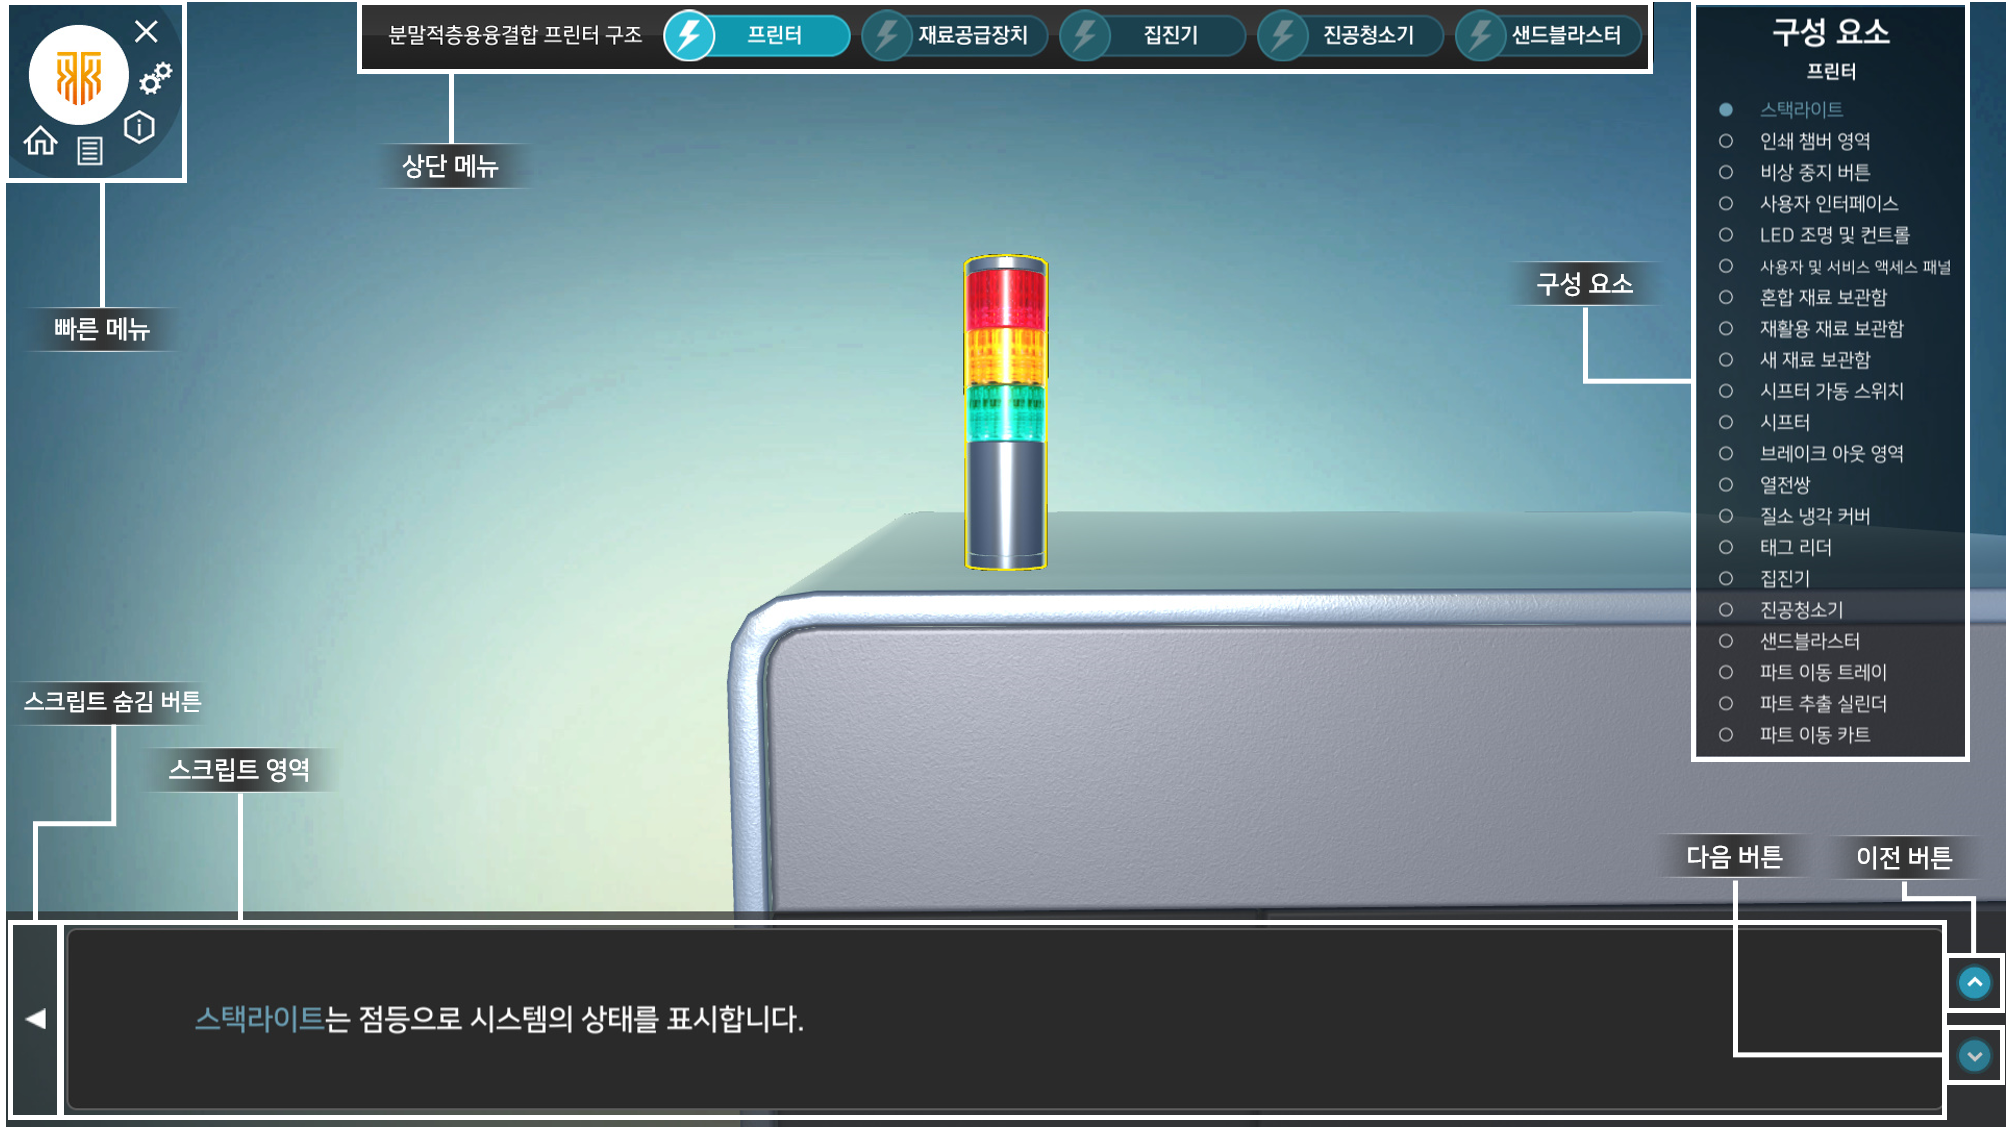 분말적층용융결합 프린터 구조
프린터
재료공급장치
집진기
진공청소기
샌드블라스터
상단 메뉴
빠른 메뉴
구성 요소
프린터
스택라이트
인쇄 챔버 영역
비상 중지 버튼
사용자 인터페이스
LED 조명 및 컨트롤
사용자 및 서비스 액세스 패널
혼합 재료 보관함
재활용 재료 보관함
새 재료 보관함
시프터 가동 스위치
시프터
브레이크 아웃 영역
열전쌍
질소 냉각 커버
태그 리더
집진기
진공청소기
샌드블라스터
파트 이동 트레이
파트 추출 실린더
파트 이동 카트
구성 요소
스크립트 숨김 버튼
스크립트 영역
다음 버튼
이전 버튼
스택라이트는 점등으로 시스템의 상태를 표시합니다.